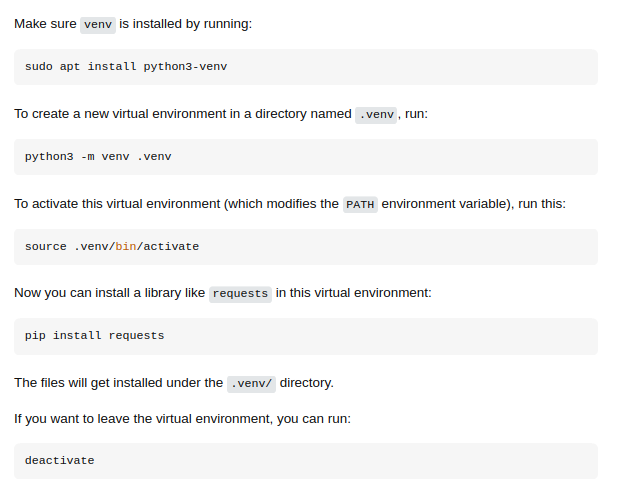 Make sure venv is installed by running:
sudo apt install python3-venv
To create a new virtual environment in a directory named .venv, run:
python3 -m venv .venv
To activate this virtual environment (which modifies the PATH environment variable), run this:
source .venv/bin/activate
Now you can install a library like requests in this virtual environment:
pip install requests
The files will get installed under the .venv/ directory.
If you want to leave the virtual environment, you can run:
deactivate